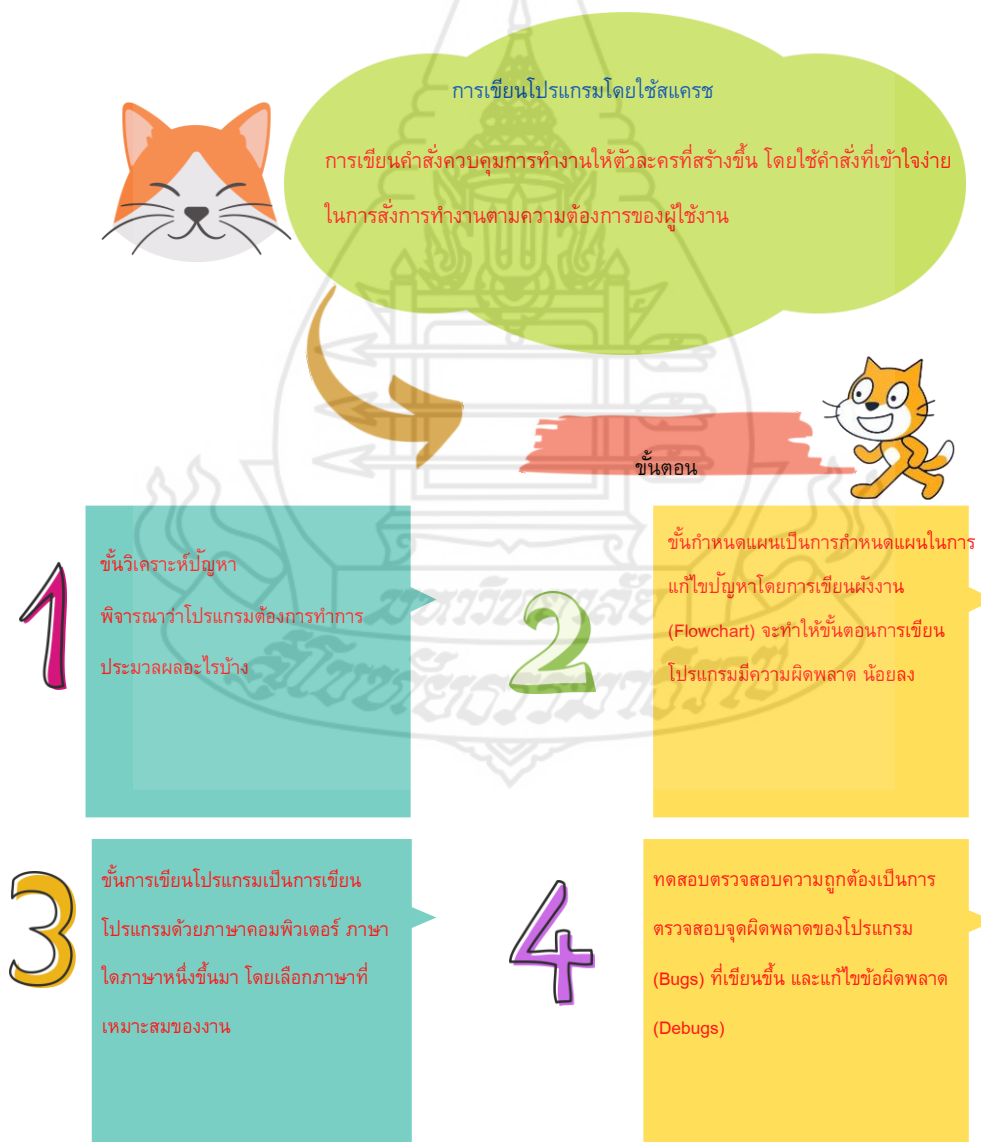 การเขียนโปรแกรมโดยใช้สแครช
การเขียนคำสั่งควบคุมการทำงานให้ตัวละครที่สร้างขึ้น โดยใช้คำสั่งที่เข้าใจง่าย
ในการสั่งการทำงานตามความต้องการของผู้ใช้งาน
ขั้นตอน
1
ขั้นวิเคราะห์ปัญหา
พิจารณาว่าโปรแกรมต้องการทำการ
ประมวลผลอะไรบ้าง
2
ขั้นกำหนดแผนเป็นการกำหนดแผนในการ
แก้ไขปัญหาโดยการเขียนผังงาน
(Flowchart) จะทำให้ขั้นตอนการเขียน
โปรแกรมมีความผิดพลาด น้อยลง
3
ขั้นการเขียนโปรแกรมเป็นการเขียน
โปรแกรมด้วยภาษาคอมพิวเตอร์ ภาษา
ใดภาษาหนึ่งขึ้นมา โดยเลือกภาษาที่
เหมาะสมของงาน
4
ทดสอบตรวจสอบความถูกต้องเป็นการ
ตรวจสอบจุดผิดพลาดของโปรแกรม
(Bugs) ที่เขียนขึ้น และแก้ไขข้อผิดพลาด
(Debugs)
มหาวิทยาลัย
สุโขทัยธรรมาธิราช